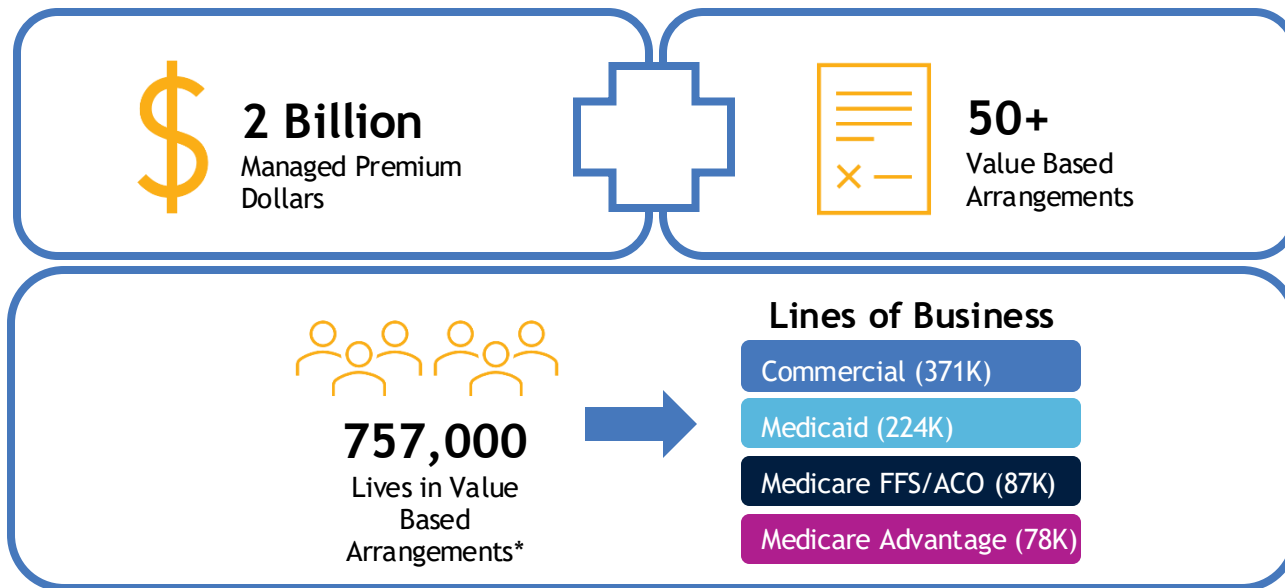 $
2 Billion
Managed Premium
Dollars
50+
Value Based
Arrangements
757,000
Lives in Value
Based
Arrangements*
Lines of Business
Commercial (371K)
Medicaid (224K)
Medicare FFS/ACO (87K)
Medicare Advantage (78K)